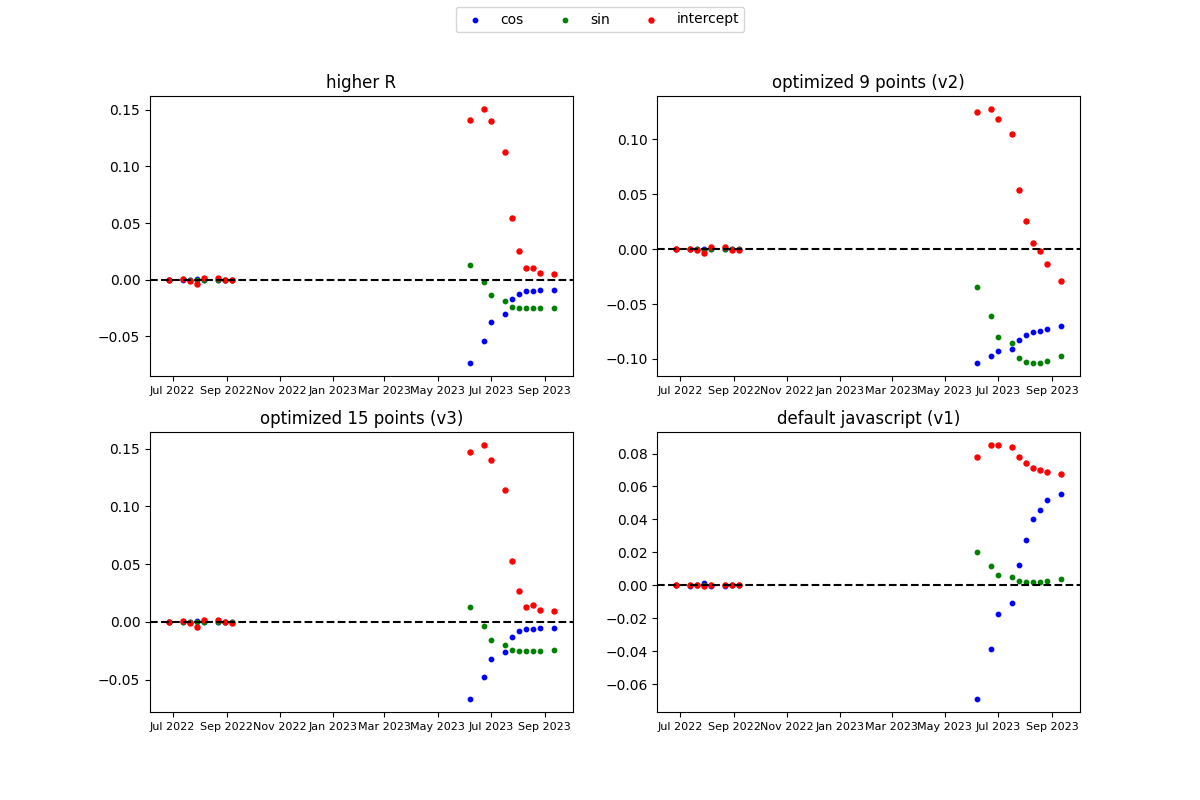 cos sin intercept
higher R
0.15
0.10
0.05
0.00
−0.05
Jul 2022 Sep 2022 Nov 2022 Jan 2023 Mar 2023 May 2023 Jul 2023 Sep 2023
optimized 9 points (v2)
0.10
0.05
0.00
−0.05
−0.10
Jul 2022 Sep 2022 Nov 2022 Jan 2023 Mar 2023 May 2023 Jul 2023 Sep 2023
optimized 15 points (v3)
0.15
0.10
0.05
0.00
−0.05
Jul 2022 Sep 2022 Nov 2022 Jan 2023 Mar 2023 May 2023 Jul 2023 Sep 2023
default javascript (v1)
0.08
0.06
0.04
0.02
0.00
−0.02
−0.04
−0.06
Jul 2022 Sep 2022 Nov 2022 Jan 2023 Mar 2023 May 2023 Jul 2023 Sep 2023